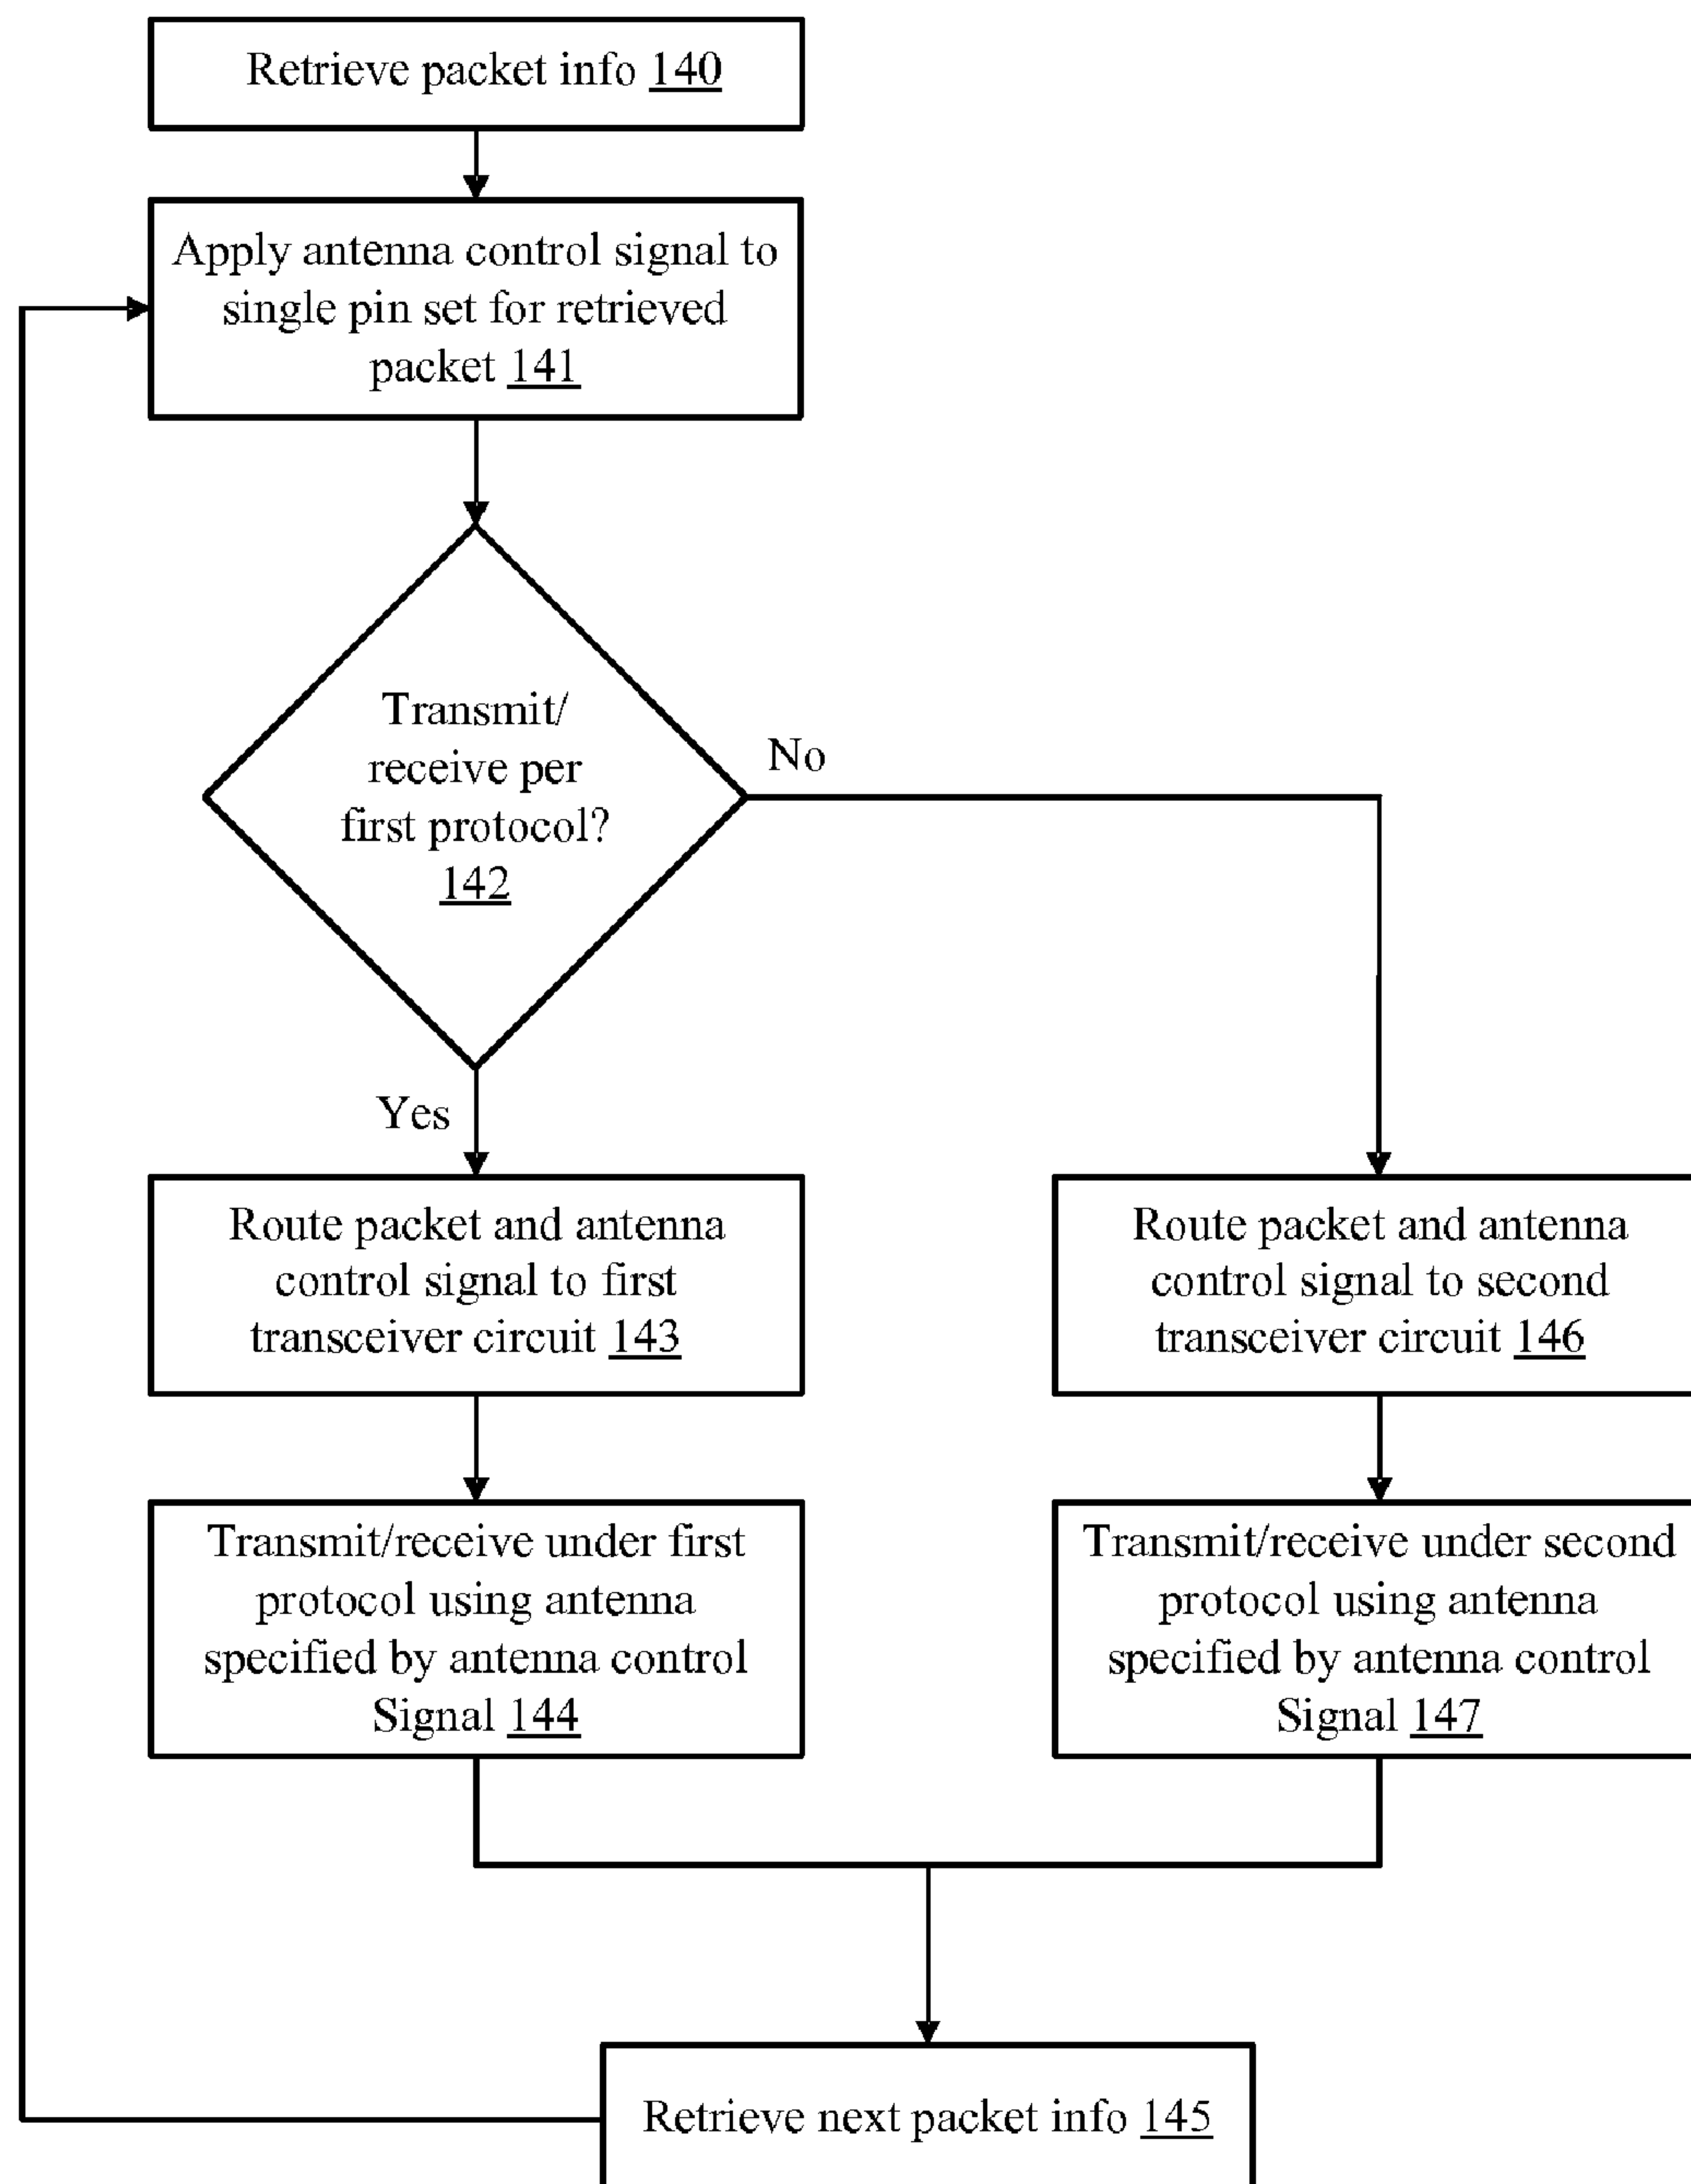 Retrieve packet info 140
Apply antenna control signal to
single pin set for retrieved
packet 141
Transmit/
receive per
first protocol?
142
No
Yes
Route packet and antenna
control signal to first
transceiver circuit 143
Route packet and antenna
control signal to second
transceiver circuit 146
Transmit/receive under first
protocol using antenna
specified by antenna control
Signal 144
Transmit/receive under second
protocol using antenna
specified by antenna control
Signal 147
Retrieve next packet info 145